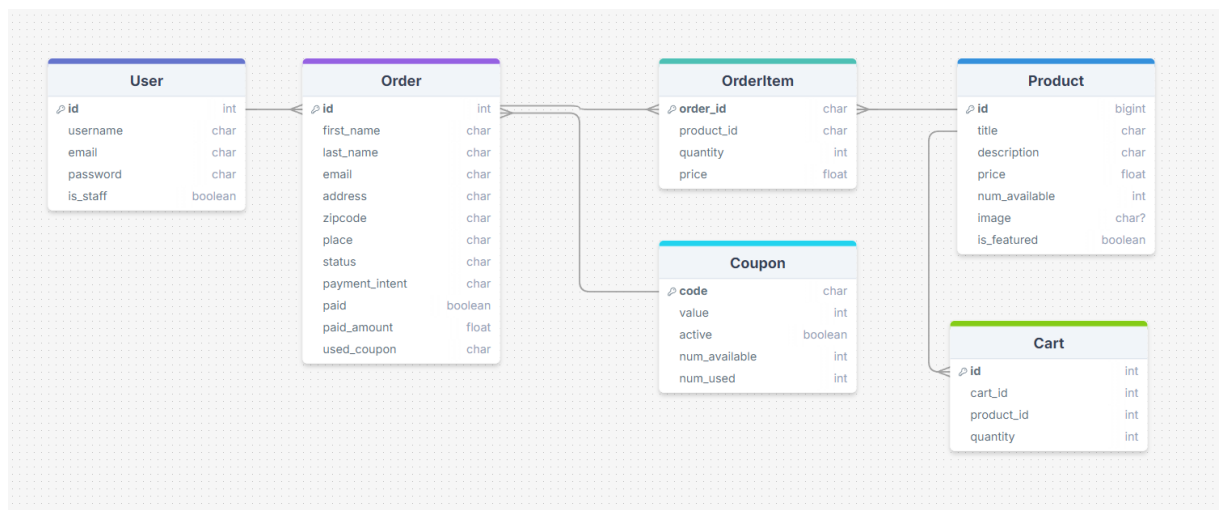 User
id int
username char
email char
password char
is_staff boolean
Order
id int
first_name char
last_name char
email char
address char
zipcode char
place char
status char
payment_intent char
paid boolean
paid_amount float
used_coupon char
OrderItem
order_id char
product_id char
quantity int
price float
Coupon
code char
value int
active boolean
num_available int
num_used int
Product
id bigint
title char
description char
price float
num_available int
image char?
is_featured boolean
Cart
id int
cart_id int
product_id int
quantity int